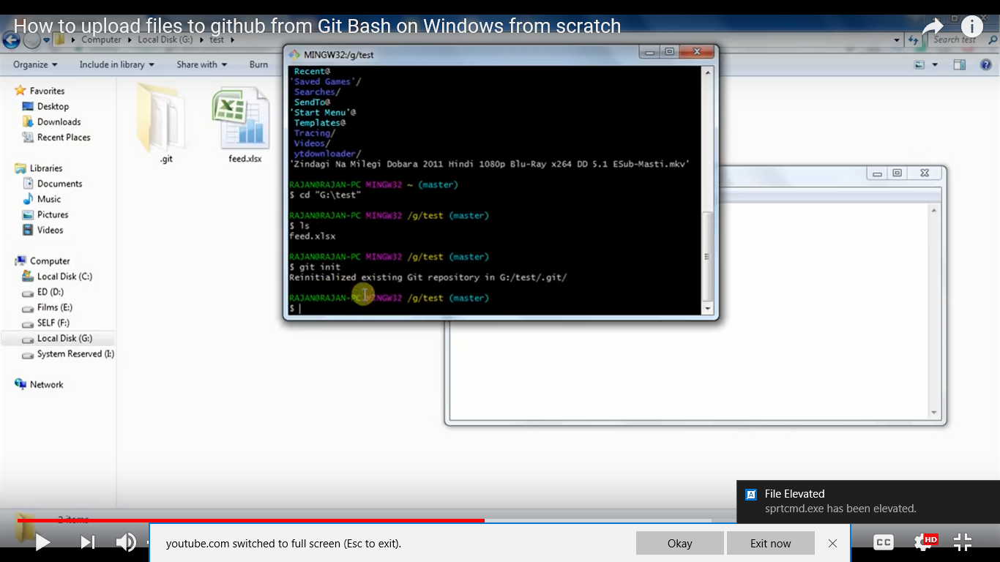 How to upload files to github from Git Bash on Windows from scratch
Computer
Local Disk (G:)
test
Search test
Organize
Include in library
Share with
Burn
Favorites
Desktop
Downloads
Recent Places
Libraries
Documents
Music
Pictures
Videos
Computer
Local Disk (C:)
ED (D:)
Films (E:)
SELF (F:)
Local Disk (G:)
System Reserved (I:)
Network
.git
feed.xlsx
MINGW32:/g/test
Recent@
'Saved Games'/
Searches/
SendTo@
'Start Menu'@
Templates@
Tracing/
Videos/
ytdownloader/
'Zindagi Na Milegi Dobara 2011 Hindi 1080p Blu-Ray x264 DD 5.1 ESub-Masti.mkv'
RAJAN@RAJAN-PC MINGW32 ~ (master)
$ cd "G:\test"
RAJAN@RAJAN-PC MINGW32 /g/test (master)
$ ls
feed.xlsx
RAJAN@RAJAN-PC MINGW32 /g/test (master)
$ git init
Reinitialized existing Git repository in G:/test/.git/
RAJAN@RAJAN-PC MINGW32 /g/test (master)
$
2 items
File Elevated
sprtcmd.exe has been elevated.
youtube.com switched to full screen (Esc to exit).
Okay
Exit now
CC
HD